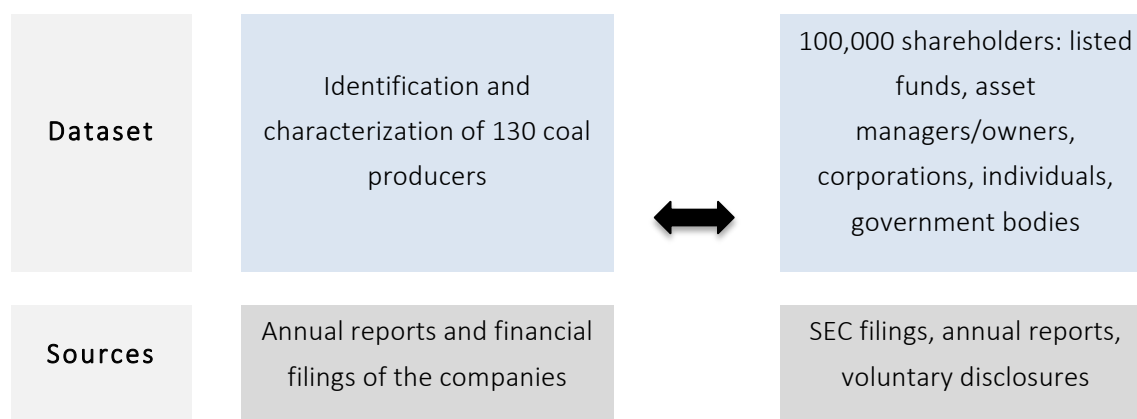 Dataset
Identification and
characterization of 130 coal
producers
100,000 shareholders: listed
funds, asset
managers/owners,
corporations, individuals,
government bodies
Sources
Annual reports and financial
filings of the companies
SEC filings, annual reports,
voluntary disclosures